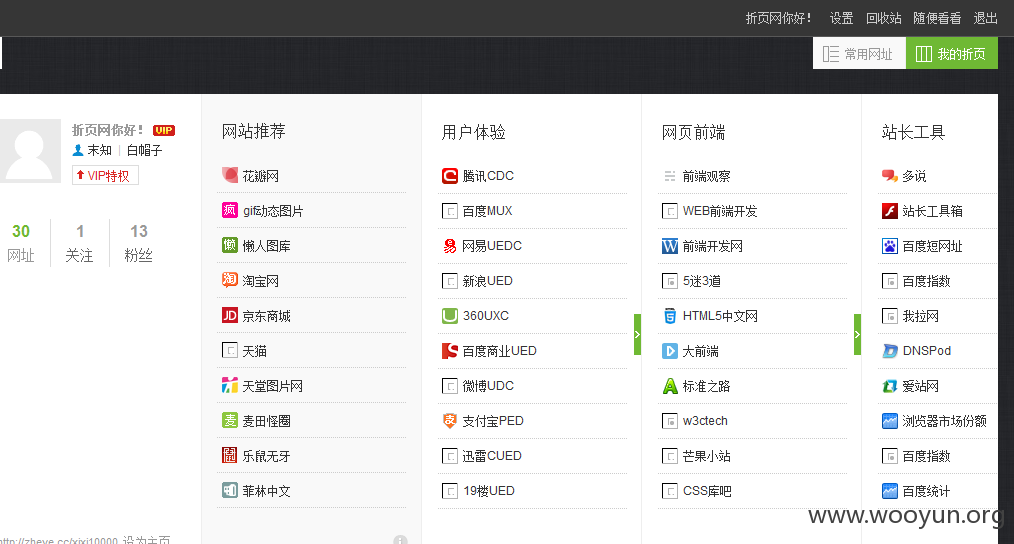 折页网你好！ 设置 回收站 随便看看 退出
常用网址 我的折页
折页网你好！ VIP
末知 | 白帽子
VIP特权
30 1 13
网址 关注 粉丝
网站推荐
花瓣网
疯 gif动态图片
懒 懒人图库
淘 淘宝网
JD 京东商城
天猫
天堂图片网
麦 麦田怪圈
乐鼠无牙
菲林中文
用户体验
腾讯CDC
百度MUX
网易UEDC
新浪UED
360UXC
百度商业UED
微博UDC
支付宝PED
迅雷CUED
19楼UED
网页前端
前端观察
WEB前端开发
前端开发网
5迷3道
HTML5中文网
大前端
标准之路
w3ctech
芒果小站
CSS库吧
站长工具
多说
站长工具箱
百度短网址
百度指数
我拉网
DNSPod
爱站网
浏览器市场份额
百度指数
百度统计
http://zheye.cc/xixi10000 设为主页
www.wooyun.org